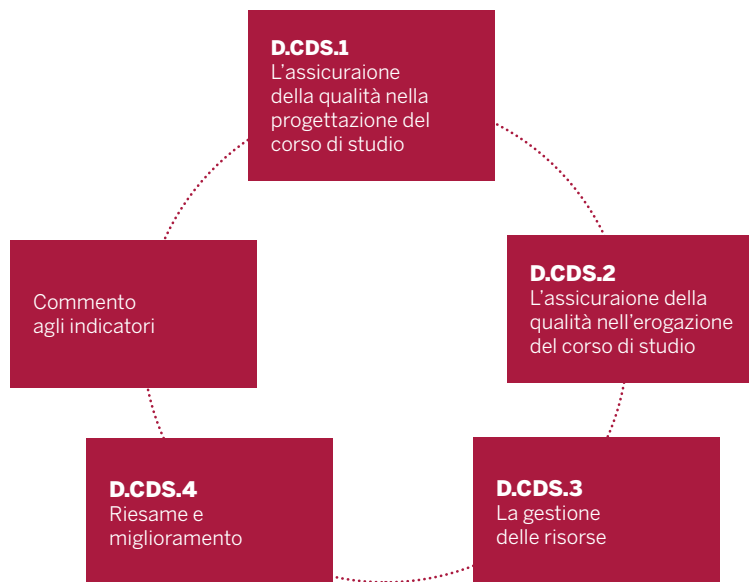 D.CDS.1
L'assicuraione
della qualità nella
progettazione del
corso di studio
D.CDS.2
L'assicuraione della
qualità nell'erogazione
del corso di studio
D.CDS.3
La gestione
delle risorse
D.CDS.4
Riesame e
miglioramento
Commento
agli indicatori